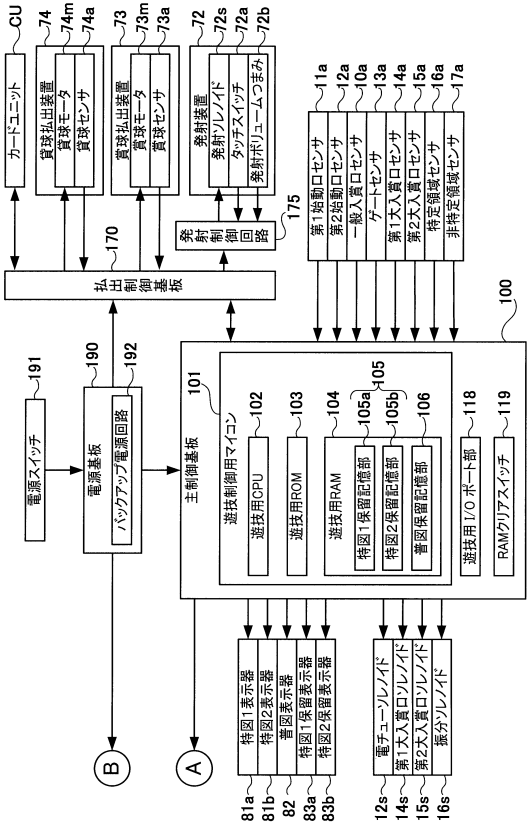 CU
カードユニット
74
貸球払出装置
74m
貸球モータ
74a
貸球センサ
73
賞球払出装置
73m
賞球モータ
73a
賞球センサ
72
発射装置
72s
発射ソレノイド
72a
タッチスイッチ
72b
発射ボリュームつまみ
175
発射制御回路
170
払出制御基板
11a
第1始動口センサ
12a
第2始動口センサ
10a
一般入賞口センサ
13a
ゲートセンサ
14a
第1大入賞口センサ
15a
第2大入賞口センサ
16a
特定領域センサ
17a
非特定領域センサ
191
電源スイッチ
190
電源基板
192
バックアップ電源回路
100
主制御基板
101
遊技制御用マイコン
102
遊技用CPU
103
遊技用ROM
104
遊技用RAM
105
105a
特図1保留記憶部
105b
特図2保留記憶部
106
普図保留記憶部
118
遊技用I/Oポート部
119
RAMクリアスイッチ
B
A
特図1表示器
81a
特図2表示器
81b
普図表示器
82
特図1保留表示器
83a
特図2保留表示器
83b
電チューソレノイド
12s
第1大入賞口ソレノイド
14s
第2大入賞口ソレノイド
15s
振分ソレノイド
16s